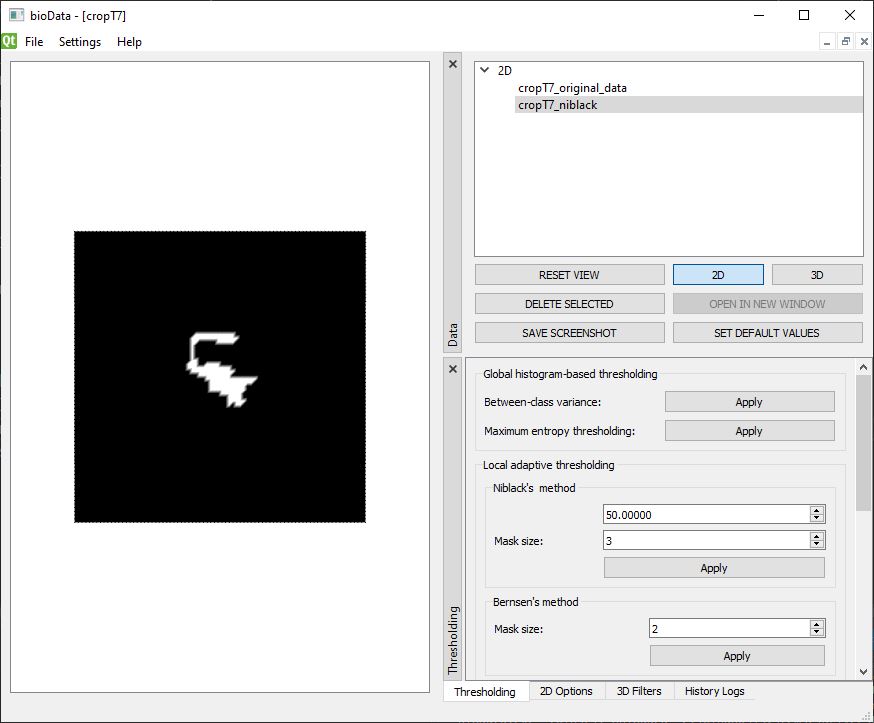 bioData - [cropT7]
Qt File Settings Help
2D
cropT7_original_data
cropT7_niblack
RESET VIEW 2D 3D
DELETE SELECTED OPEN IN NEW WINDOW
SAVE SCREENSHOT SET DEFAULT VALUES
Data
Global histogram-based thresholding
Between-class variance: Apply
Maximum entropy thresholding: Apply
Local adaptive thresholding
Niblack's method
50.00000
Mask size: 3
Apply
Bernsen's method
Mask size: 2
Apply
Thresholding
Thresholding 2D Options 3D Filters History Logs